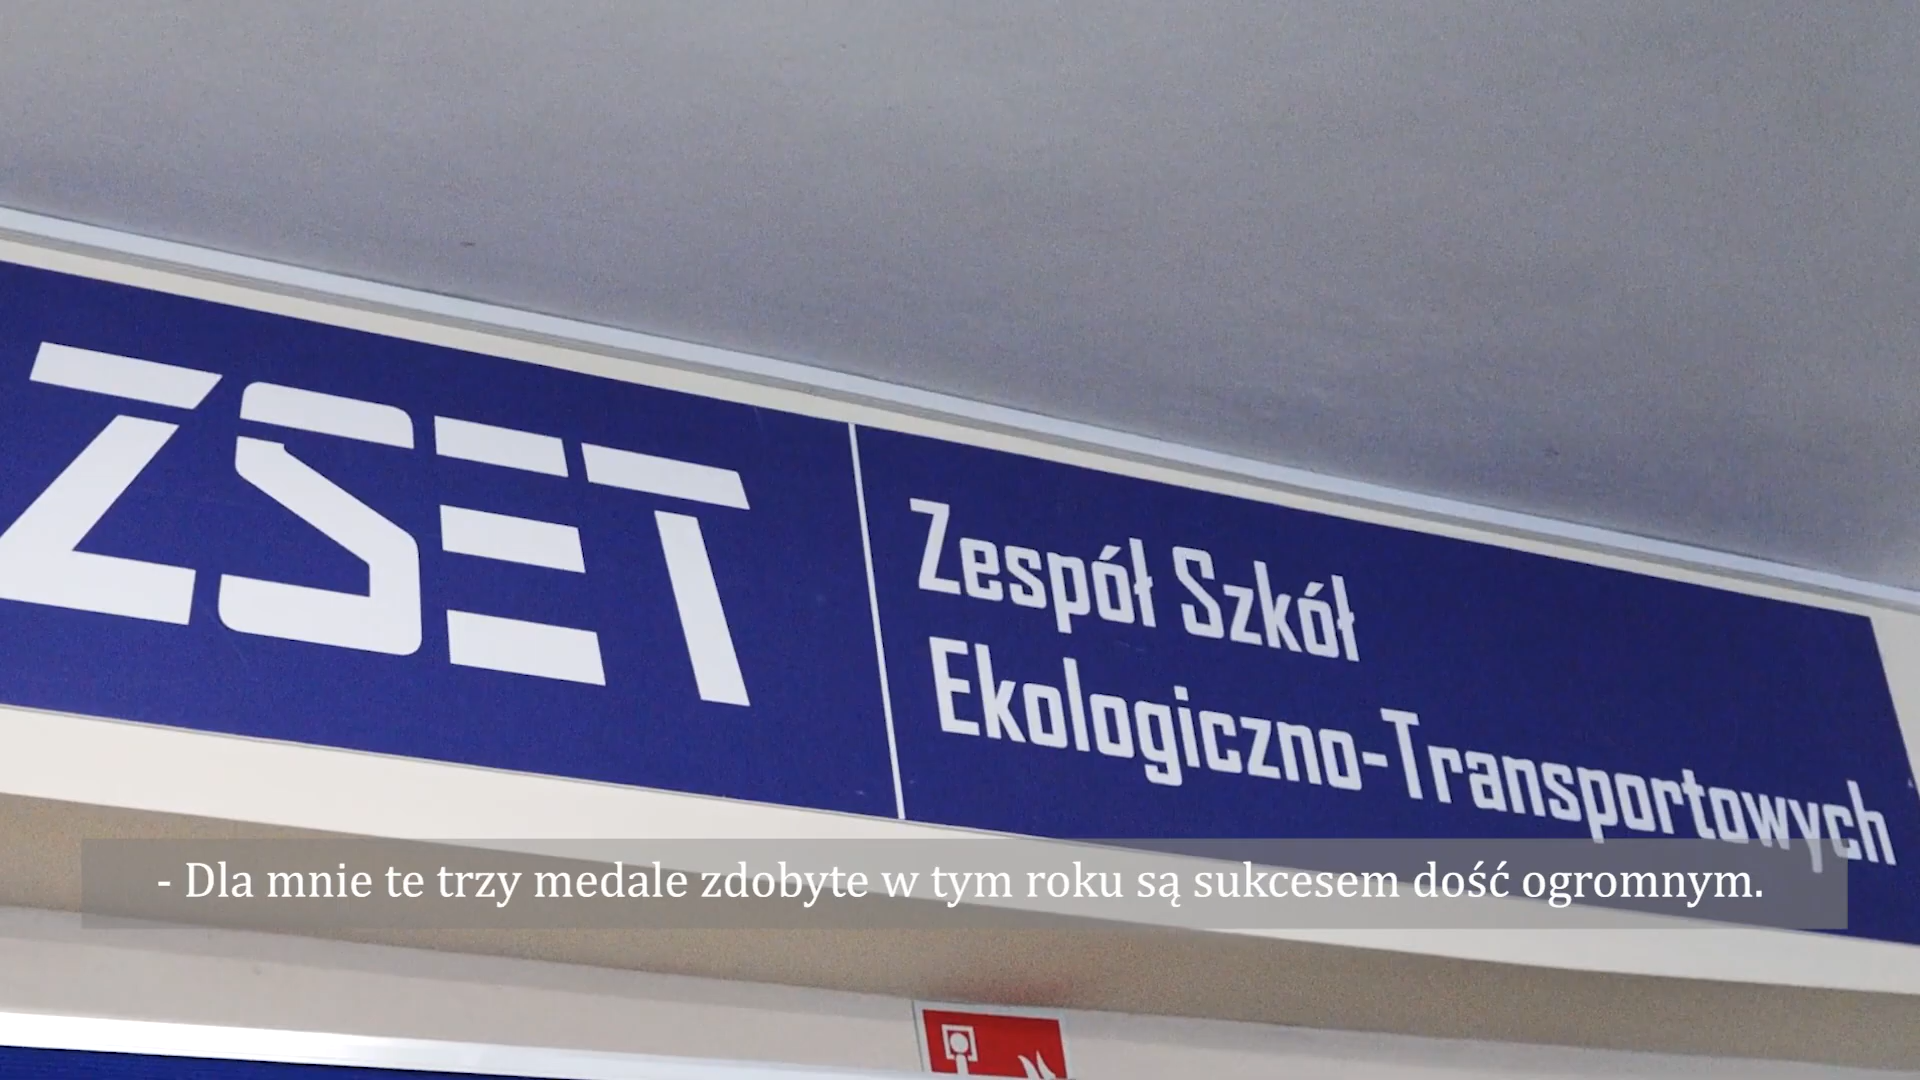 ZSET
Zespół Szkół
Ekologiczno-Transportowych
- Dla mnie te trzy medale zdobyte w tym roku są sukcesem dość ogromnym.